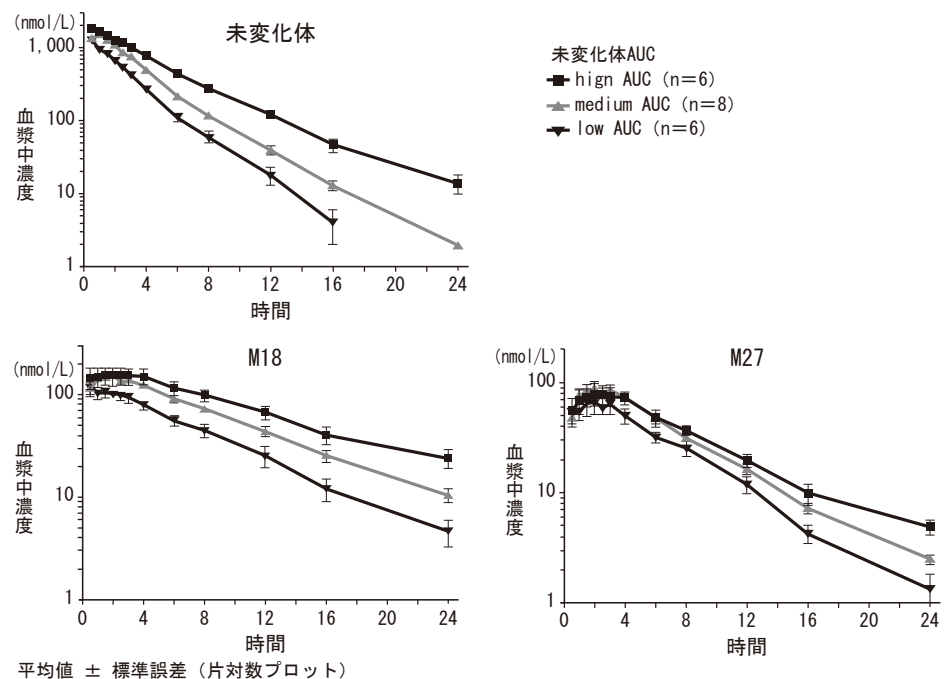 (nmol/L)
未変化体
1,000
100
10
1
血漿中濃度
0 4 8 12 16 20 24
時間
未変化体AUC
hign AUC (n=6)
medium AUC (n=8)
low AUC (n=6)
(nmol/L)
M18
100
10
1
血漿中濃度
0 4 8 12 16 20 24
時間
(nmol/L)
M27
100
10
1
血漿中濃度
0 4 8 12 16 20 24
時間
平均値 ± 標準誤差（片対数プロット）